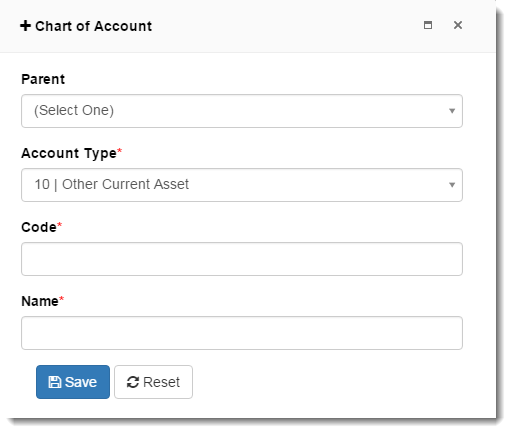 Chart of Account
Parent
(Select One)
Account Type*
10 | Other Current Asset
Code*
Name*
Save Reset